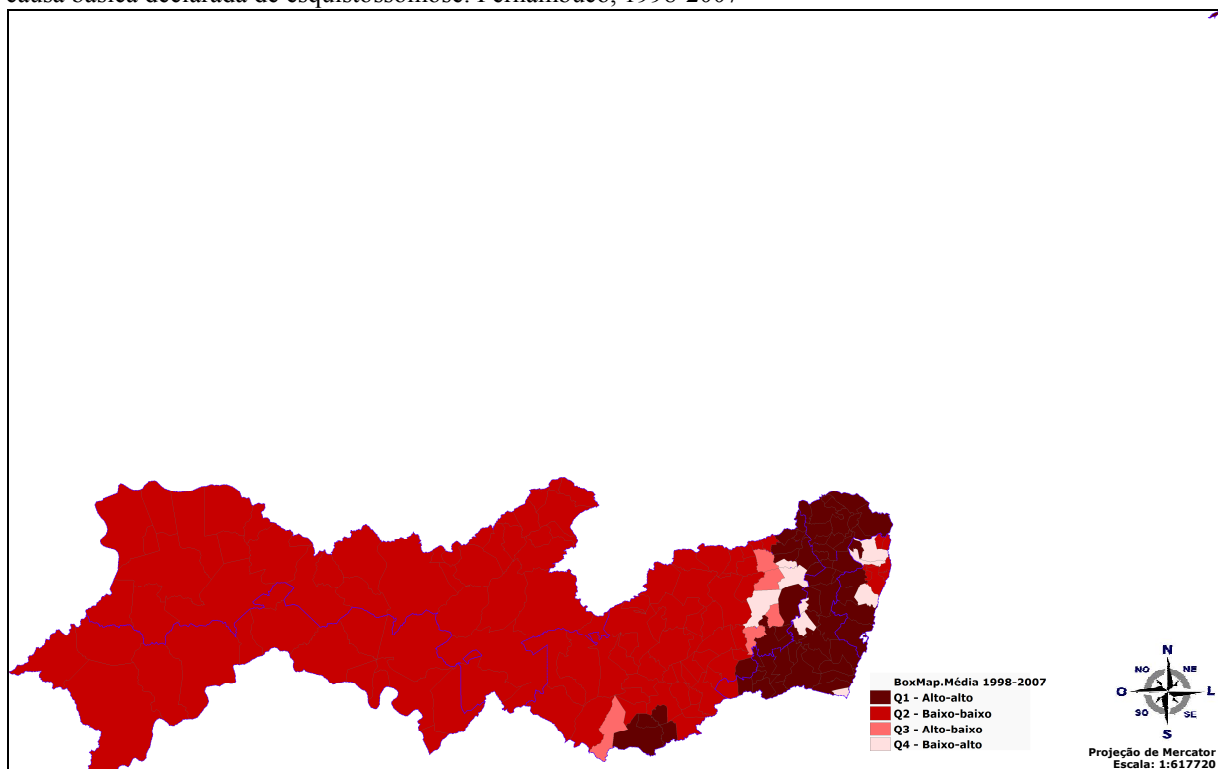 causa básica declarada de esquistossomose. Pernambuco, 1998-2007
BoxMap.Média 1998-2007
Q1 - Alto-alto
Q2 - Baixo-baixo
Q3 - Alto-baixo
Q4 - Baixo-alto
N
NO NE
O L
SO SE
S
Projeção de Mercator
Escala: 1:617720